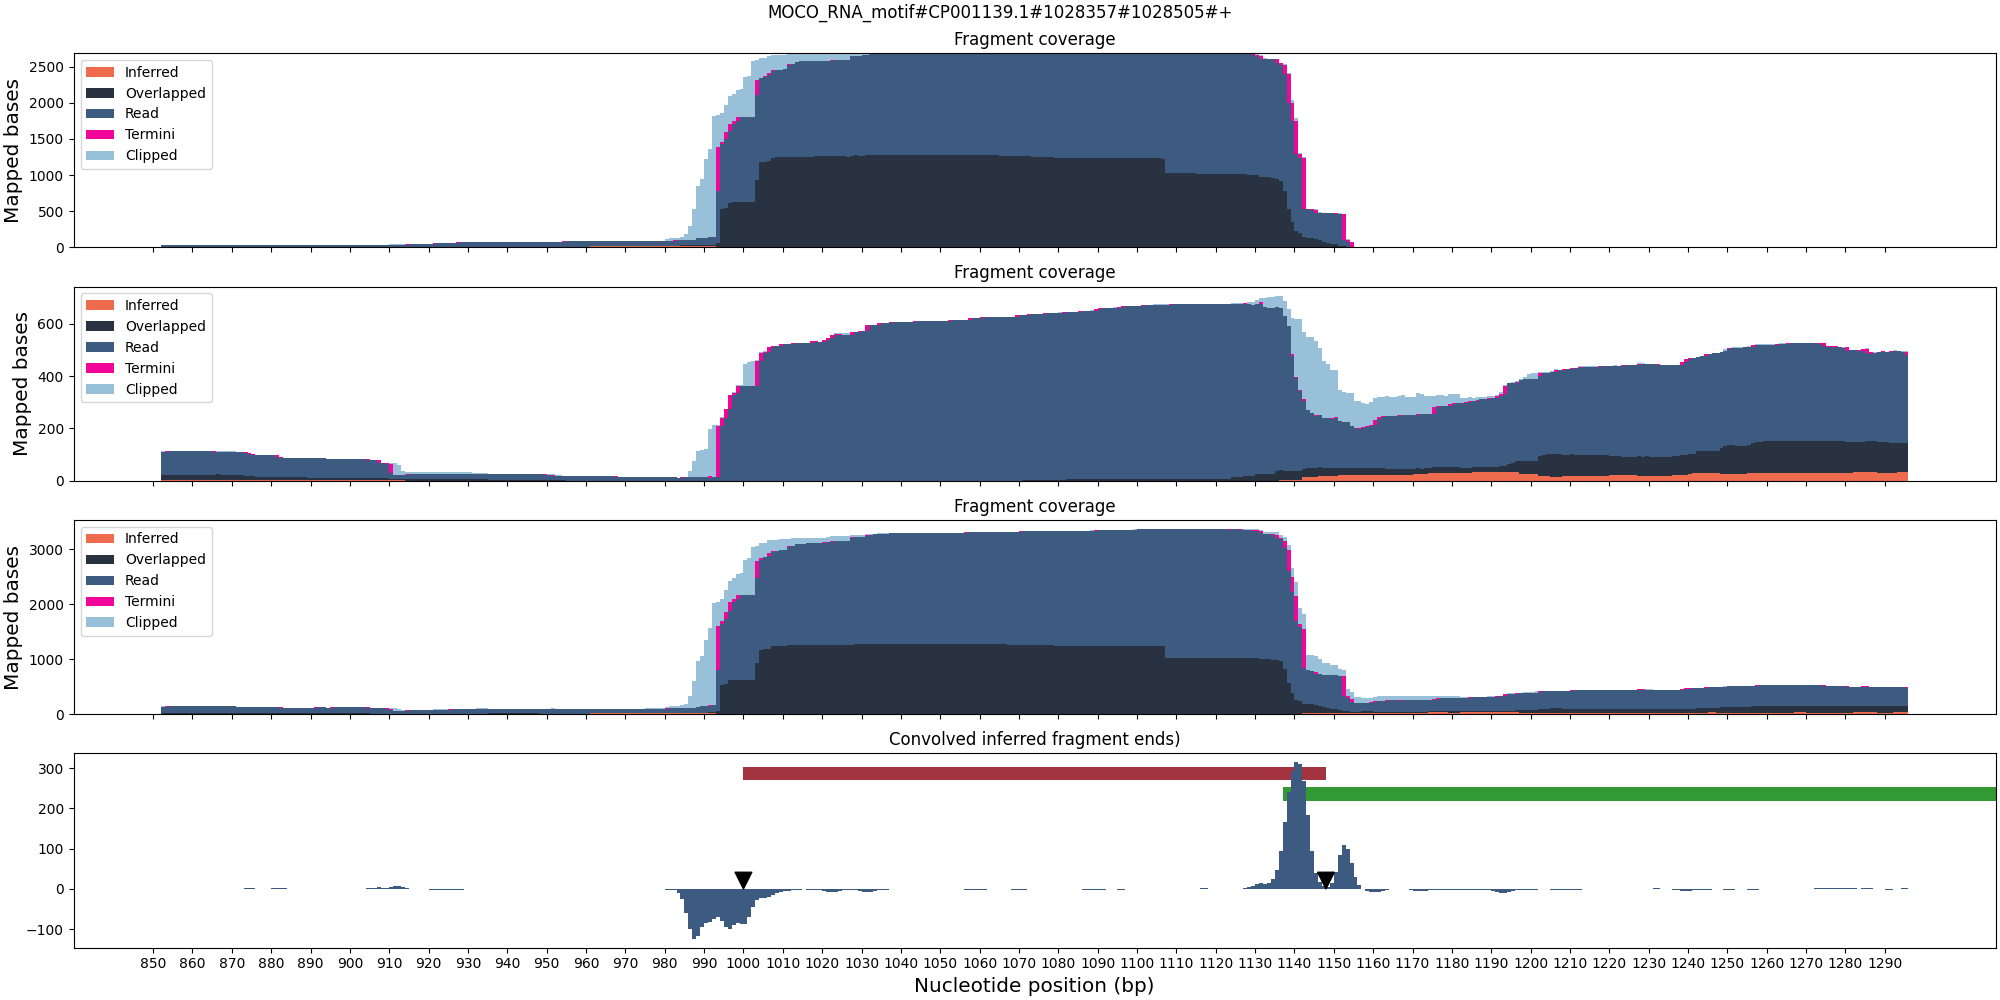 MOCO_RNA_motif#CP001139.1#1028357#1028505#+
Fragment coverage
Mapped bases
2500
2000
1500
1000
500
0
Inferred
Overlapped
Read
Termini
Clipped
Fragment coverage
Mapped bases
600
400
200
0
Inferred
Overlapped
Read
Termini
Clipped
Fragment coverage
Mapped bases
3000
2000
1000
0
Inferred
Overlapped
Read
Termini
Clipped
Convolved inferred fragment ends)
300
200
100
0
−100
850 860 870 880 890 900 910 920 930 940 950 960 970 980 990 1000 1010 1020 1030 1040 1050 1060 1070 1080 1090 1100 1110 1120 1130 1140 1150 1160 1170 1180 1190 1200 1210 1220 1230 1240 1250 1260 1270 1280 1290
Nucleotide position (bp)